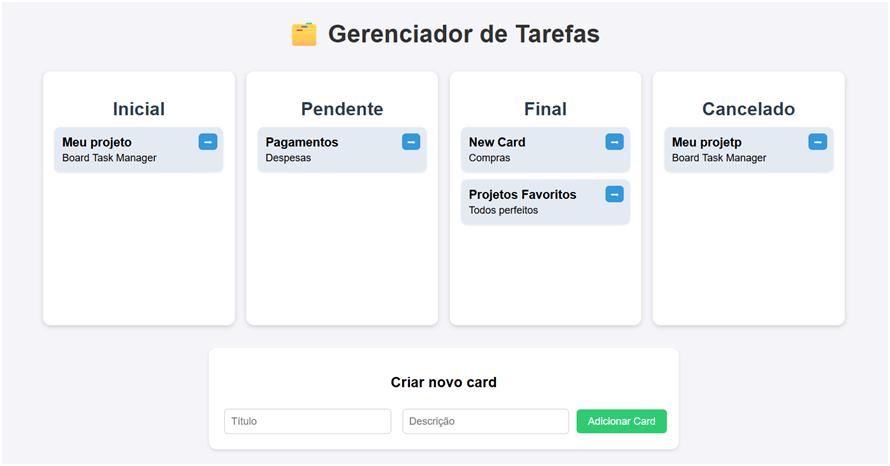 Gerenciador de Tarefas
Inicial
Meu projeto
Board Task Manager
Pendente
Pagamentos
Despesas
Final
New Card
Compras
Projetos Favoritos
Todos perfeitos
Cancelado
Meu projetp
Board Task Manager
Criar novo card
Título
Descrição
Adicionar Card